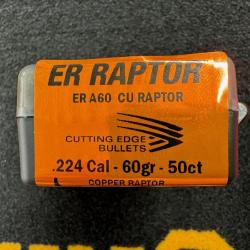 ER RAPTOR
ER A60 CU RAPTOR
CUTTING EDGE
BULLETS
.224 Cal - 60gr - 50ct
COPPER RAPTOR